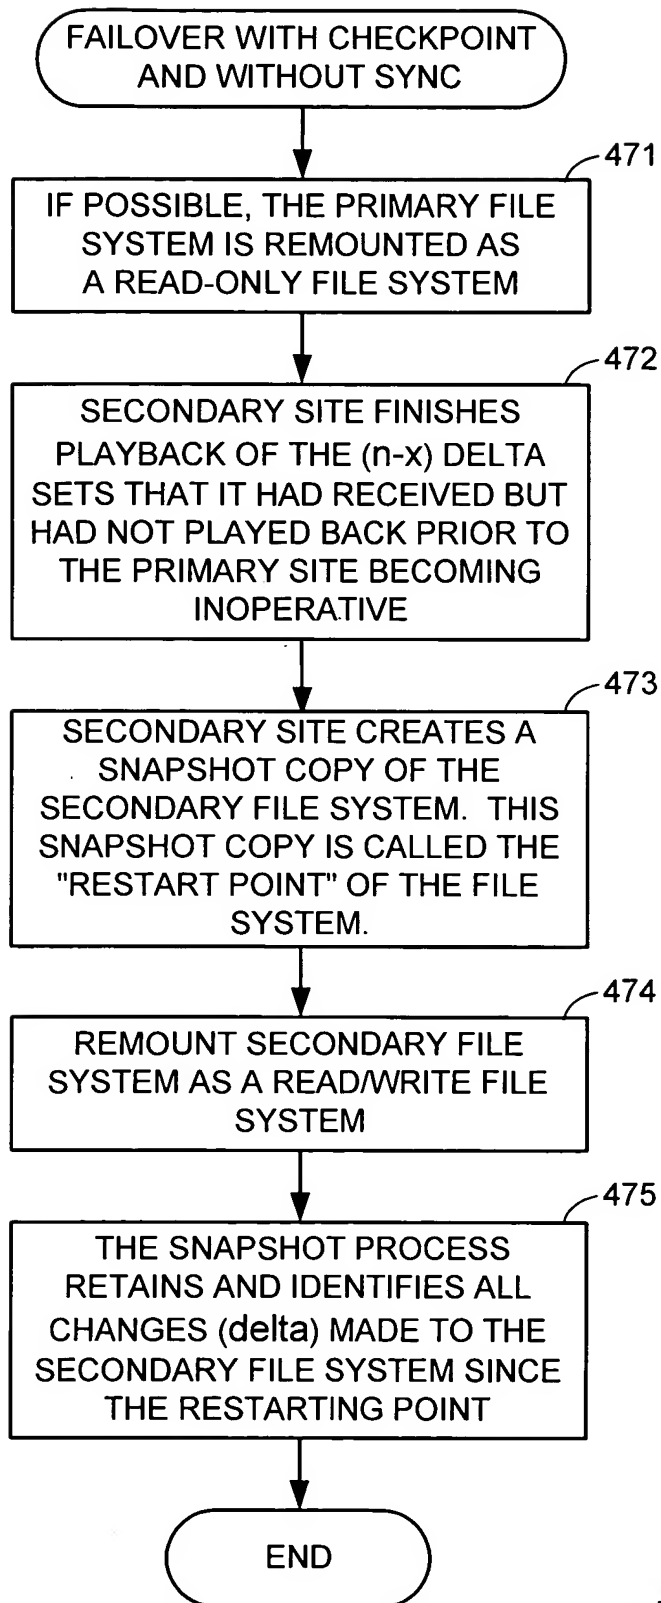 FAILOVER WITH CHECKPOINT
AND WITHOUT SYNC
471
IF POSSIBLE, THE PRIMARY FILE
SYSTEM IS REMOUNTED AS
A READ-ONLY FILE SYSTEM
472
SECONDARY SITE FINISHES
PLAYBACK OF THE (n-x) DELTA
SETS THAT IT HAD RECEIVED BUT
HAD NOT PLAYED BACK PRIOR TO
THE PRIMARY SITE BECOMING
INOPERATIVE
473
SECONDARY SITE CREATES A
SNAPSHOT COPY OF THE
SECONDARY FILE SYSTEM. THIS
SNAPSHOT COPY IS CALLED THE
"RESTART POINT" OF THE FILE
SYSTEM.
474
REMOUNT SECONDARY FILE
SYSTEM AS A READ/WRITE FILE
SYSTEM
475
THE SNAPSHOT PROCESS
RETAINS AND IDENTIFIES ALL
CHANGES (delta) MADE TO THE
SECONDARY FILE SYSTEM SINCE
THE RESTARTING POINT
END